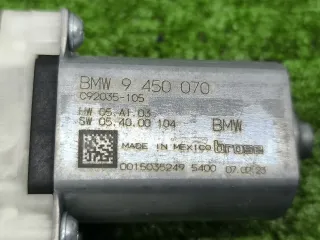 BMW 9 450 070
C92035-105
HW 05.A1.03
SW 05.40.00 104 BMW
MADE IN MEXICO brose
0015035249 5400 07.02.23